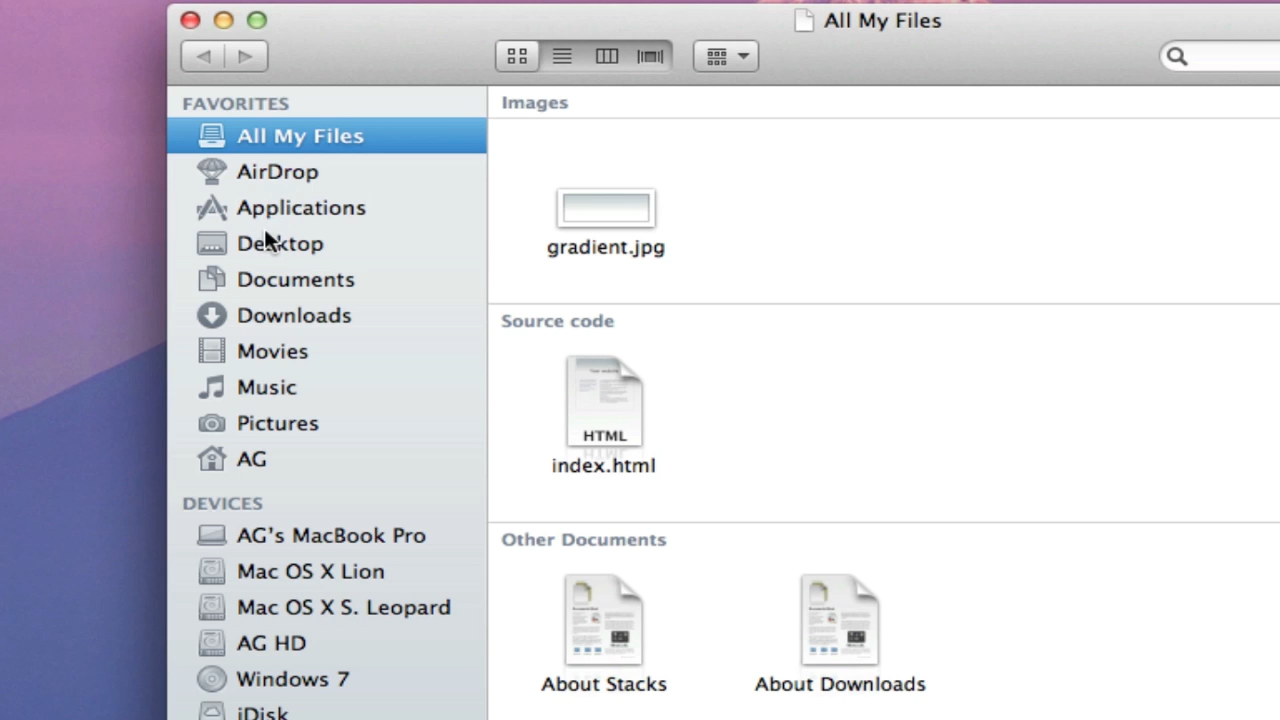 All My Files
FAVORITES
All My Files
AirDrop
Applications
Desktop
Documents
Downloads
Movies
Music
Pictures
AG
DEVICES
AG's MacBook Pro
Mac OS X Lion
Mac OS X S. Leopard
AG HD
Windows 7
iDisk
Images
gradient.jpg
Source code
HTML
index.html
Other Documents
About Stacks
About Downloads